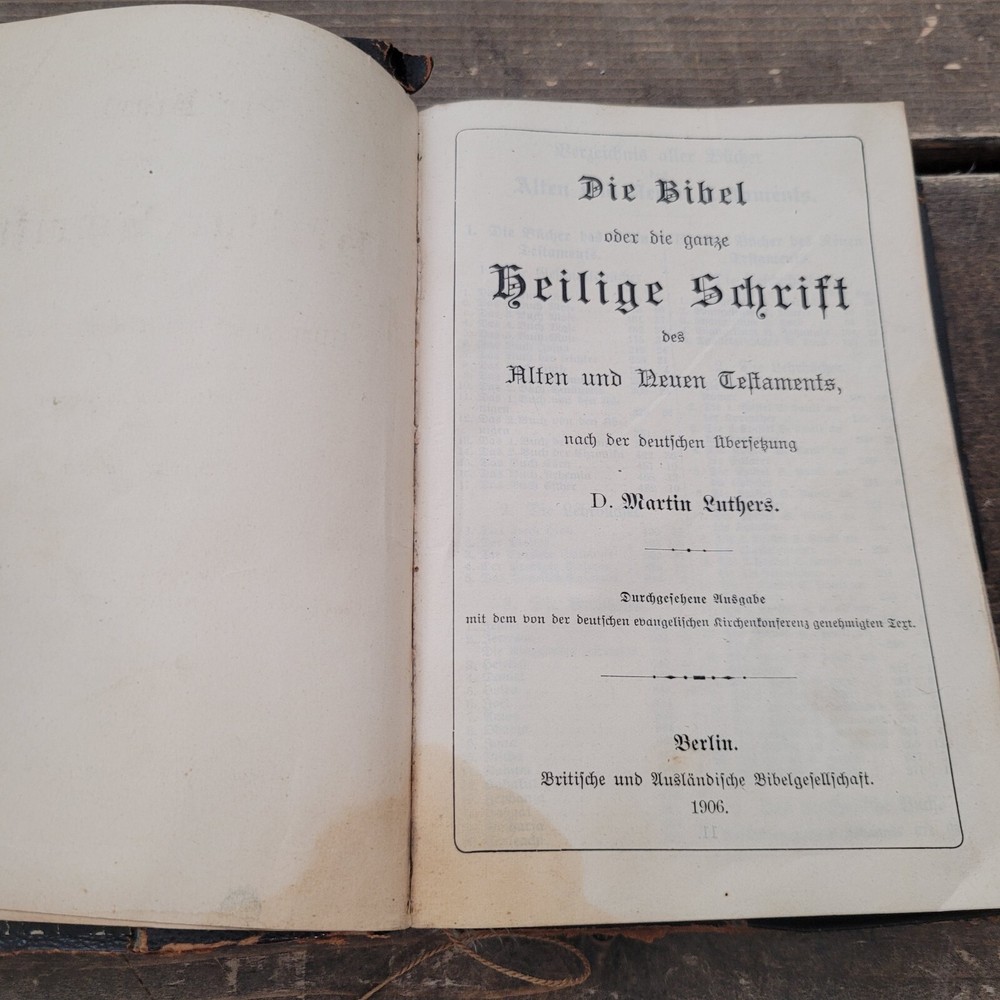 Die Bibel
oder die ganze
Heilige Schrift
des
Alten und Neuen Testaments,
nach der deutschen Übersetzung
D. Martin Luthers.
Durchgesehene Ausgabe
mit dem von der deutschen evangelischen Kirchenkonferenz genehmigten Text.
Berlin.
Britische und Ausländische Bibelgesellschaft.
1906.